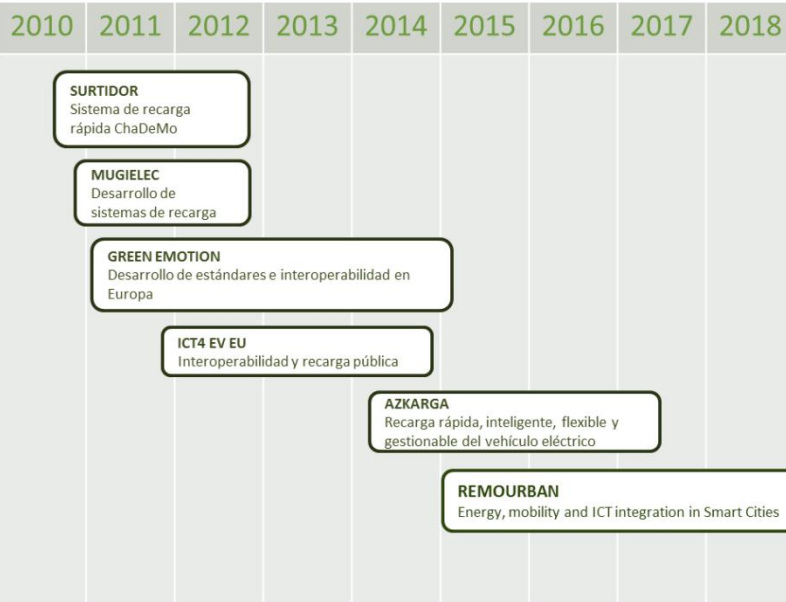 2010 2011 2012 2013 2014 2015 2016 2017 2018
SURTIDOR
Sistema de recarga
rápida ChaDeMo
MUGIELEC
Desarrollo de
sistemas de recarga
GREEN EMOTION
Desarrollo de estándares e interoperabilidad en
Europa
ICT4 EV EU
Interoperabilidad y recarga pública
AZKARGA
Recarga rápida, inteligente, flexible y
gestionable del vehículo eléctrico
REMOURBAN
Energy, mobility and ICT integration in Smart Cities